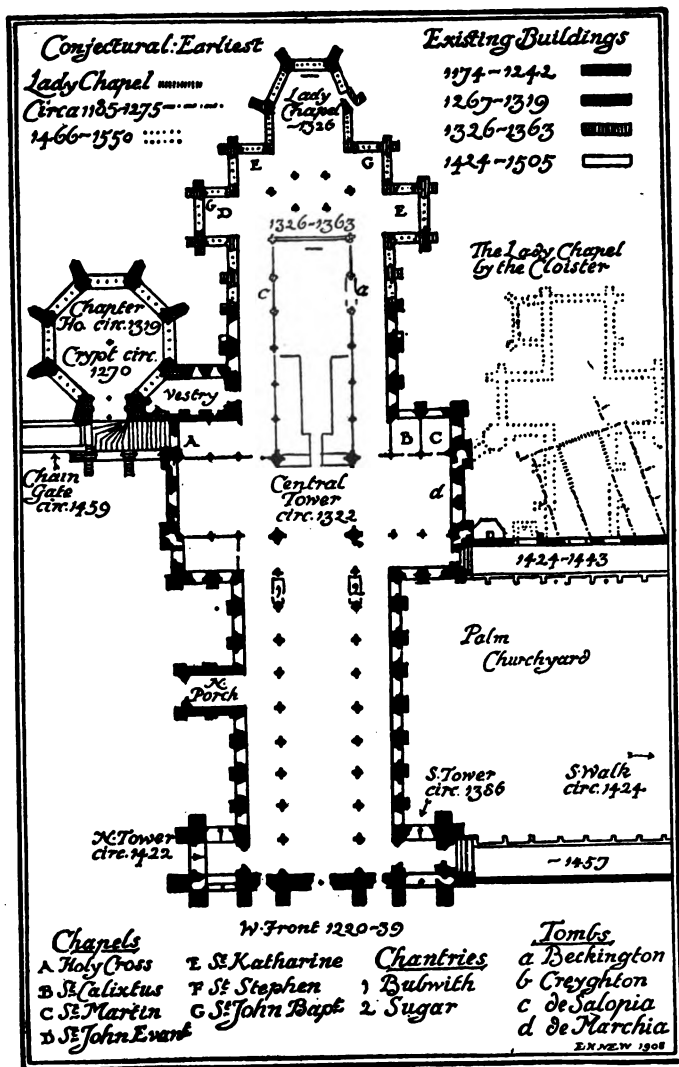 Conjectural: Earliest
Lady Chapel
Circa 1185-1275
1466-1550
Existing Buildings
1174-1242
1267-1319
1326-1363
1424-1505
Lady
Chapel
-1326
E
G
G
D
E
1326-1363
c
a
The Lady Chapel
by the Cloister
Chapter
Ho. circ. 1319
Crypt circ.
1270
Vestry
A
B
C
Chain
Gate
circ. 1459
Central
Tower
circ. 1322
d
1424-1443
1
2
Palm
Churchyard
N.
Porch
S. Tower
circ. 1386
S. Walk
circ. 1424
N. Tower
circ. 1422
-1457
W. Front 1220-39
Chapels
A Holy Cross
B St. Calixtus
C St. Martin
D St. John Evant
E St. Katharine
F St. Stephen
G St. John Bapt
Chantries
1 Bubwith
2 Sugar
Tombs
a Beckington
b Creyghton
c de Salopia
d de Marchia
E.H.NEW 1908